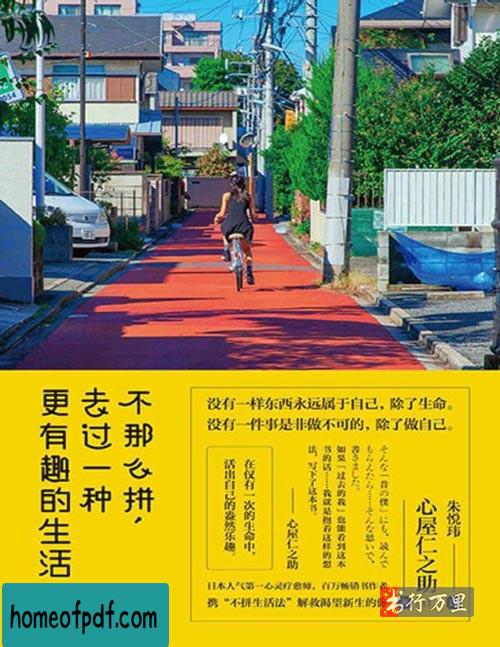 不那么拼，
去过一种
更有趣的生活
没有一样东西永远属于自己，除了生命。
没有一件事是非做不可的，除了做自己。
朱悦玮
心屋仁之助
そんな「昔の僕」にも、読んで
もらえたら……そんな思いで、
書きました。
如果「过去的我」也能看到这本
书的话……我就是抱着这样的想
法，写下了这本书。
——心屋仁之助
在仅有一次的生命中，
活出自己的盎然乐趣。
日本人气第一心灵疗愈师，百万畅销书作者
携“不拼生活法”解救渴望新生的
书行万里
homeofpdf.com